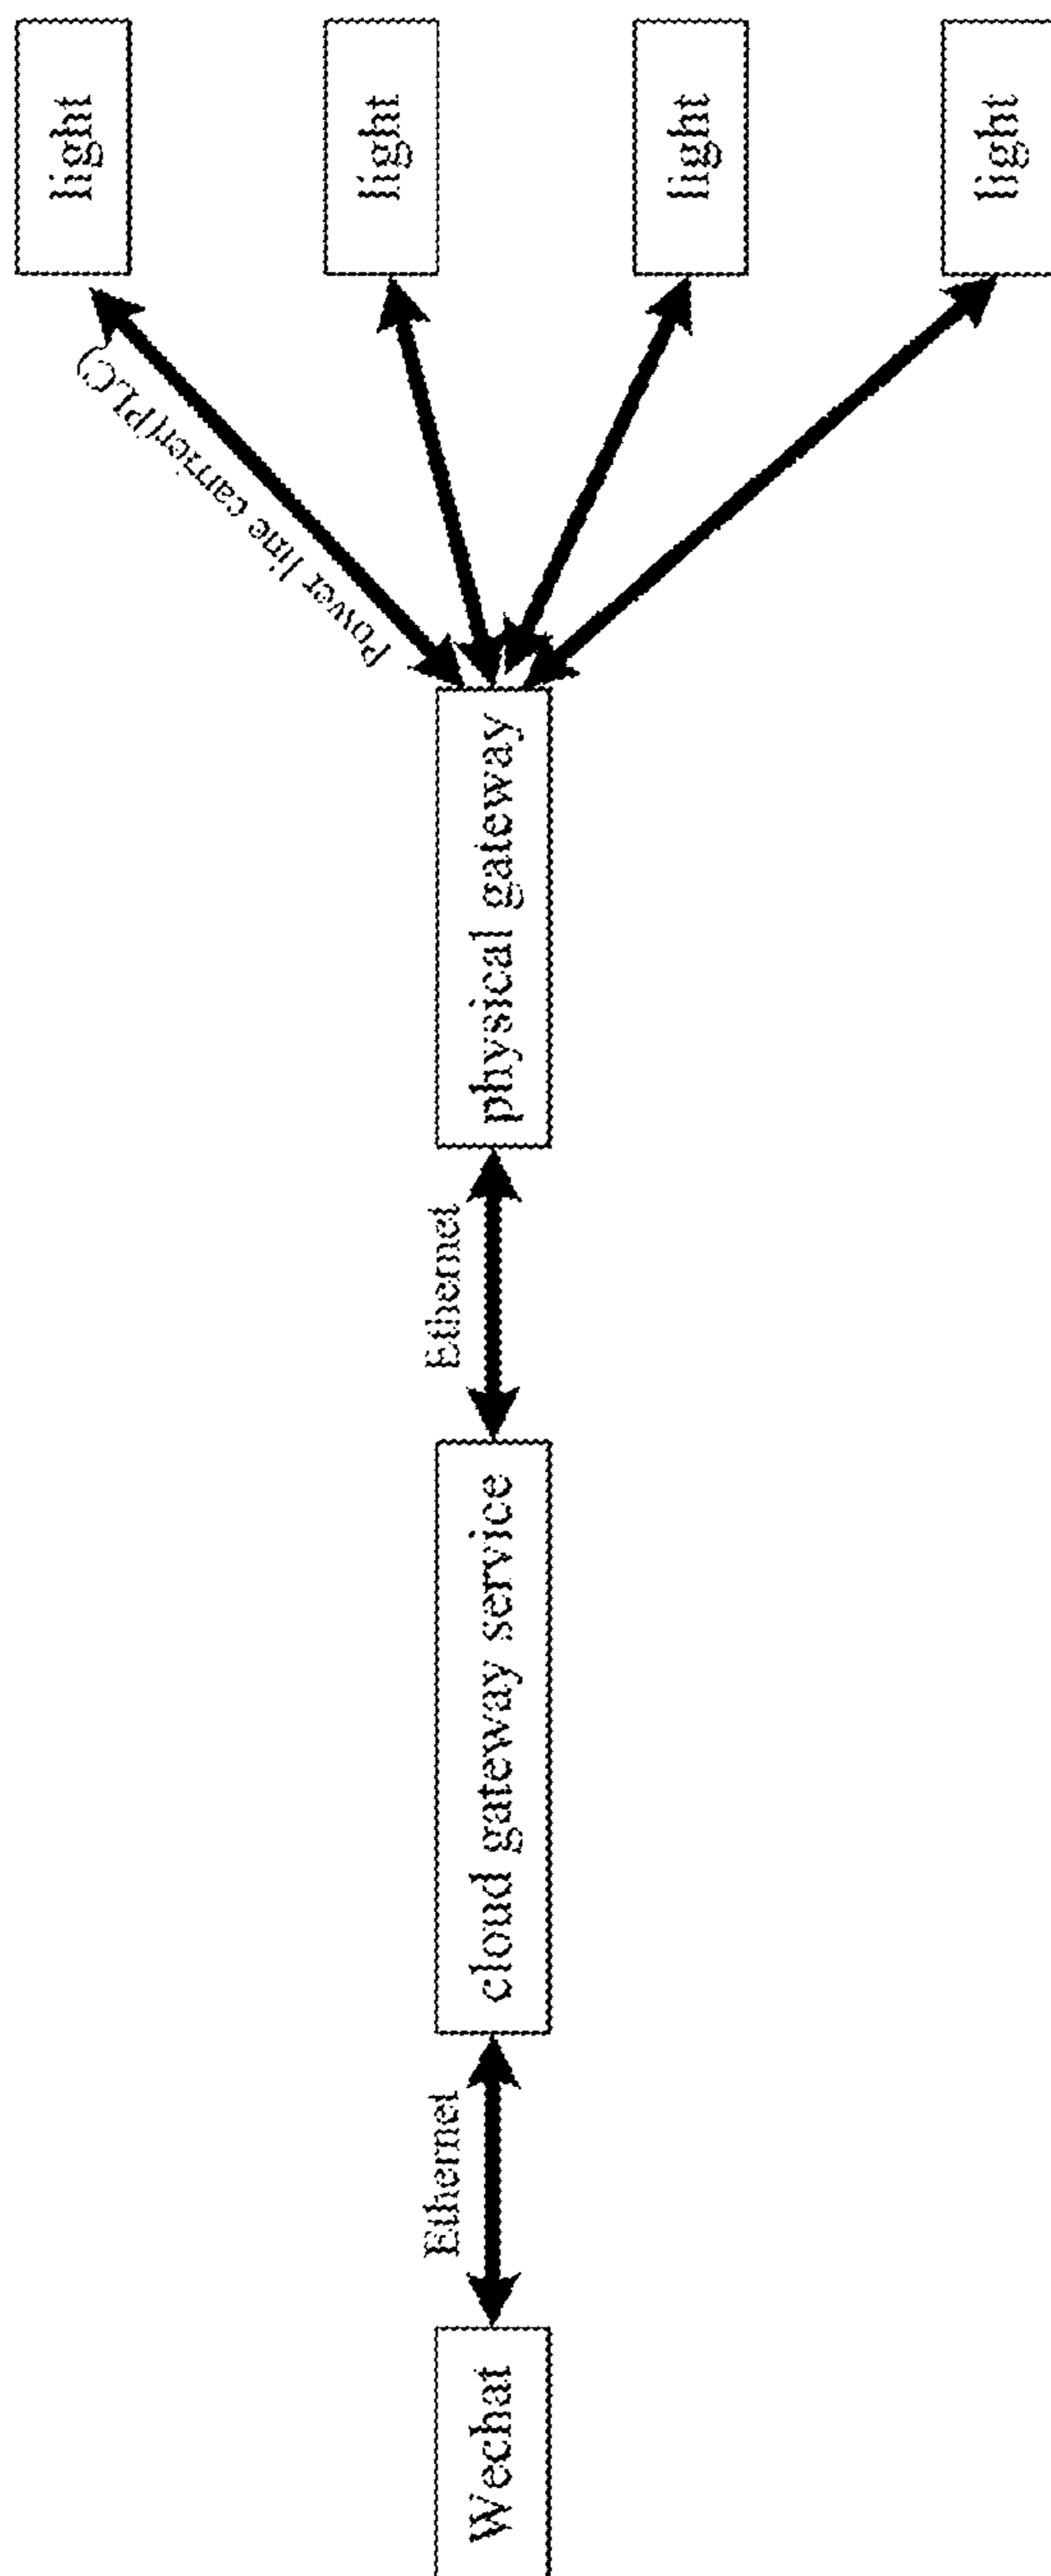 Wechat
Ethernet
cloud gateway service
Ethernet
physical gateway
Power line carrier(PLC)
light
light
light
light